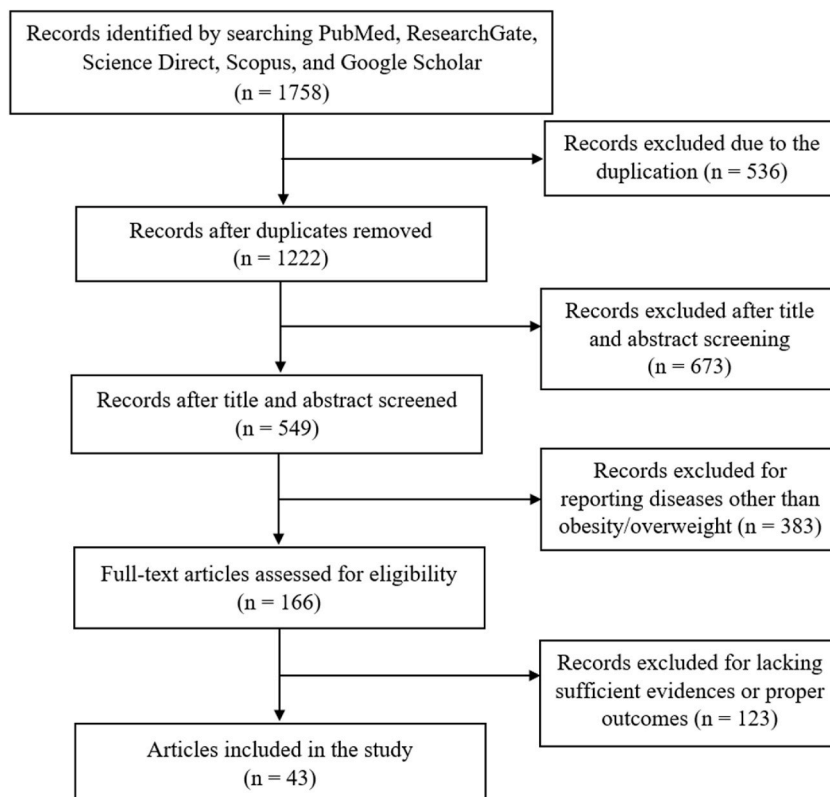 Records identified by searching PubMed, ResearchGate,
Science Direct, Scopus, and Google Scholar
(n = 1758)
Records excluded due to the
duplication (n = 536)
Records after duplicates removed
(n = 1222)
Records excluded after title
and abstract screening
(n = 673)
Records after title and abstract screened
(n = 549)
Records excluded for
reporting diseases other than
obesity/overweight (n = 383)
Full-text articles assessed for eligibility
(n = 166)
Records excluded for lacking
sufficient evidences or proper
outcomes (n = 123)
Articles included in the study
(n = 43)